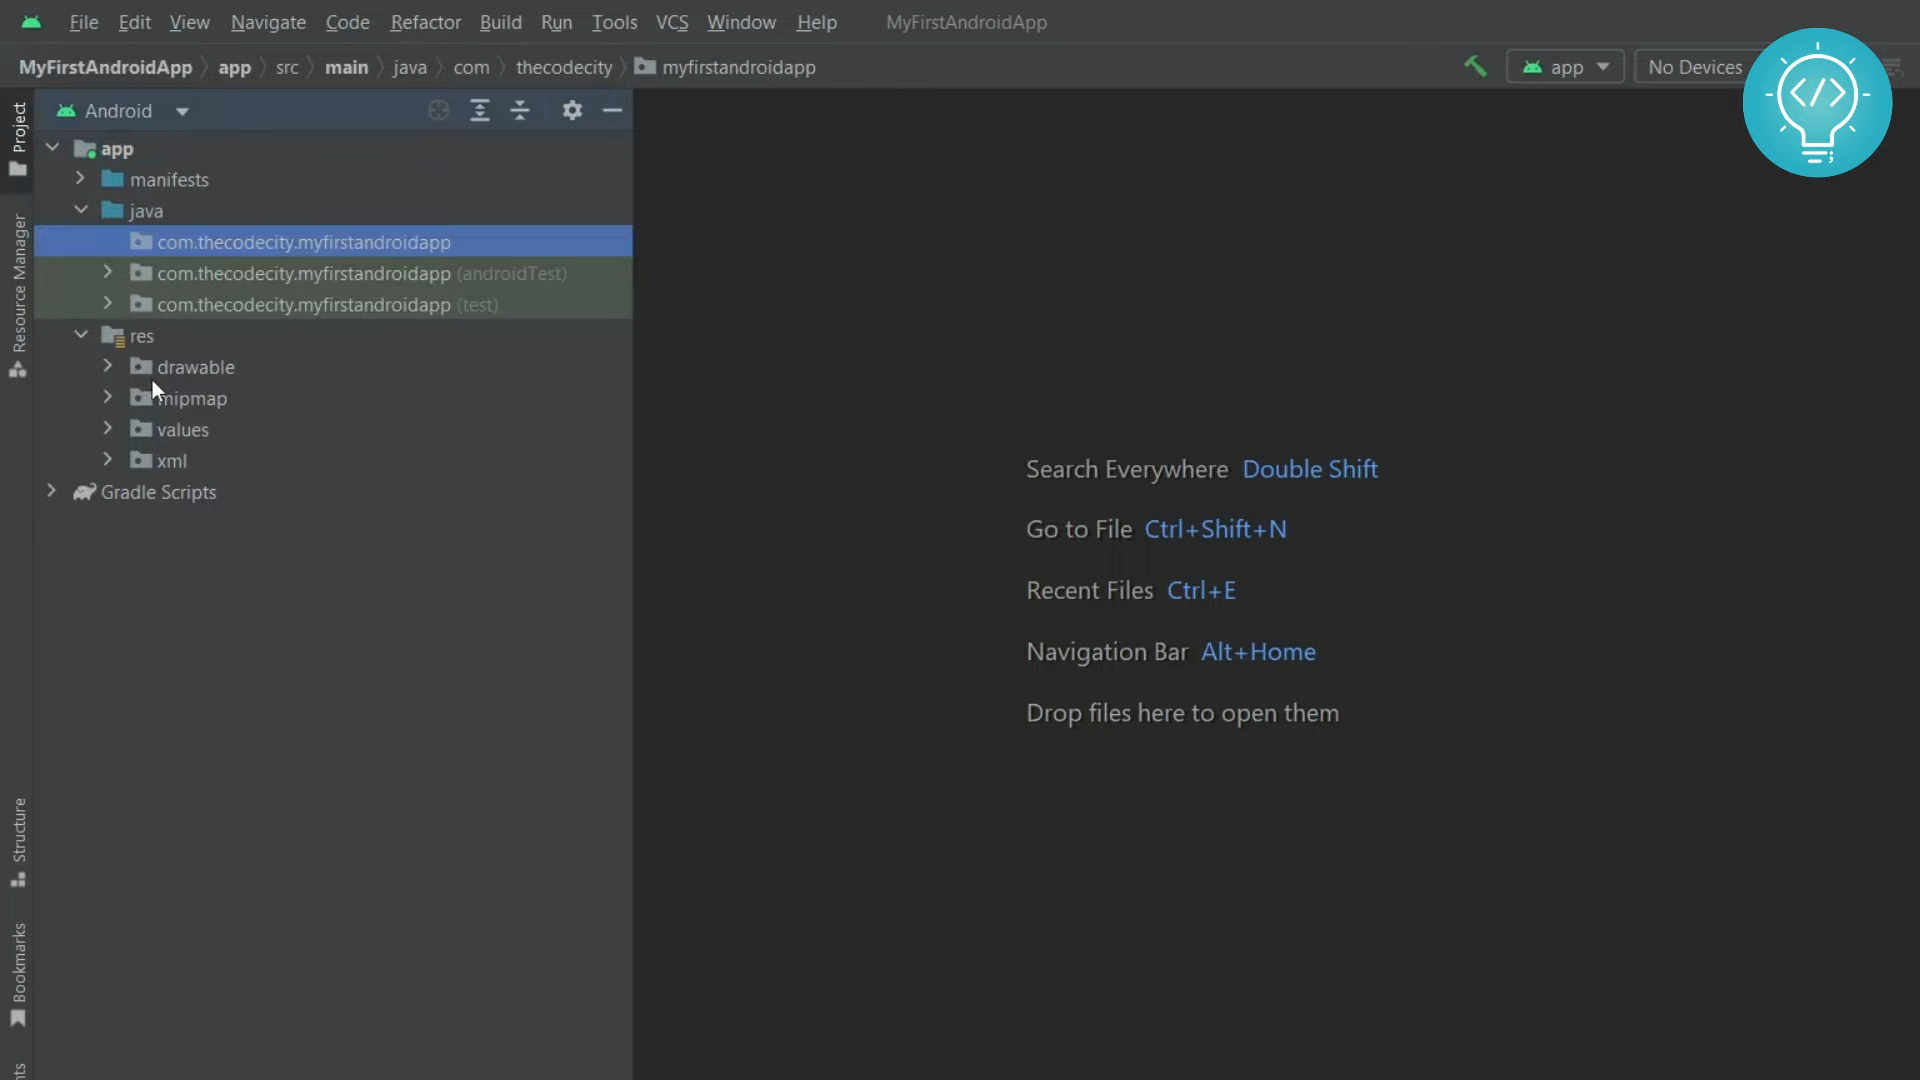 File Edit View Navigate Code Refactor Build Run Tools VCS Window Help MyFirstAndroidApp
MyFirstAndroidApp app src main java com thecodecity myfirstandroidapp app No Devices
Project
Android
app
manifests
java
com.thecodecity.myfirstandroidapp
com.thecodecity.myfirstandroidapp (androidTest)
com.thecodecity.myfirstandroidapp (test)
res
drawable
mipmap
values
xml
Gradle Scripts
Resource Manager
Structure
Bookmarks
Search Everywhere Double Shift
Go to File Ctrl+Shift+N
Recent Files Ctrl+E
Navigation Bar Alt+Home
Drop files here to open them